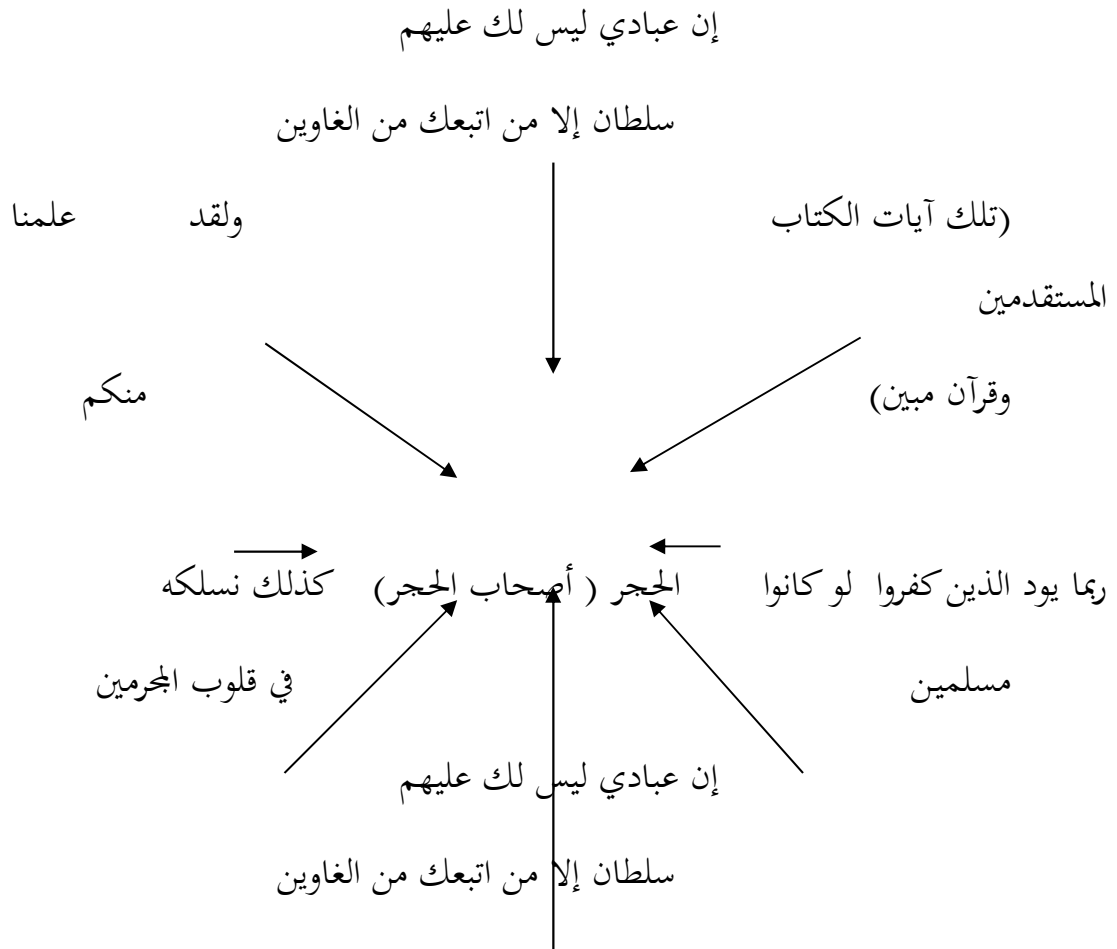 إن عبادي ليس لك عليهم
سلطان إلا من اتبعك من الغاوين
(تلك آيات الكتاب ولقد علمنا
المستقدمين
وقرآن مبين) منكم
ربما يود الذين كفروا لو كانوا الحجر ( أصحاب الحجر) كذلك نسلكه
مسلمين في قلوب المجرمين
إن عبادي ليس لك عليهم
سلطان إلا من اتبعك من الغاوين